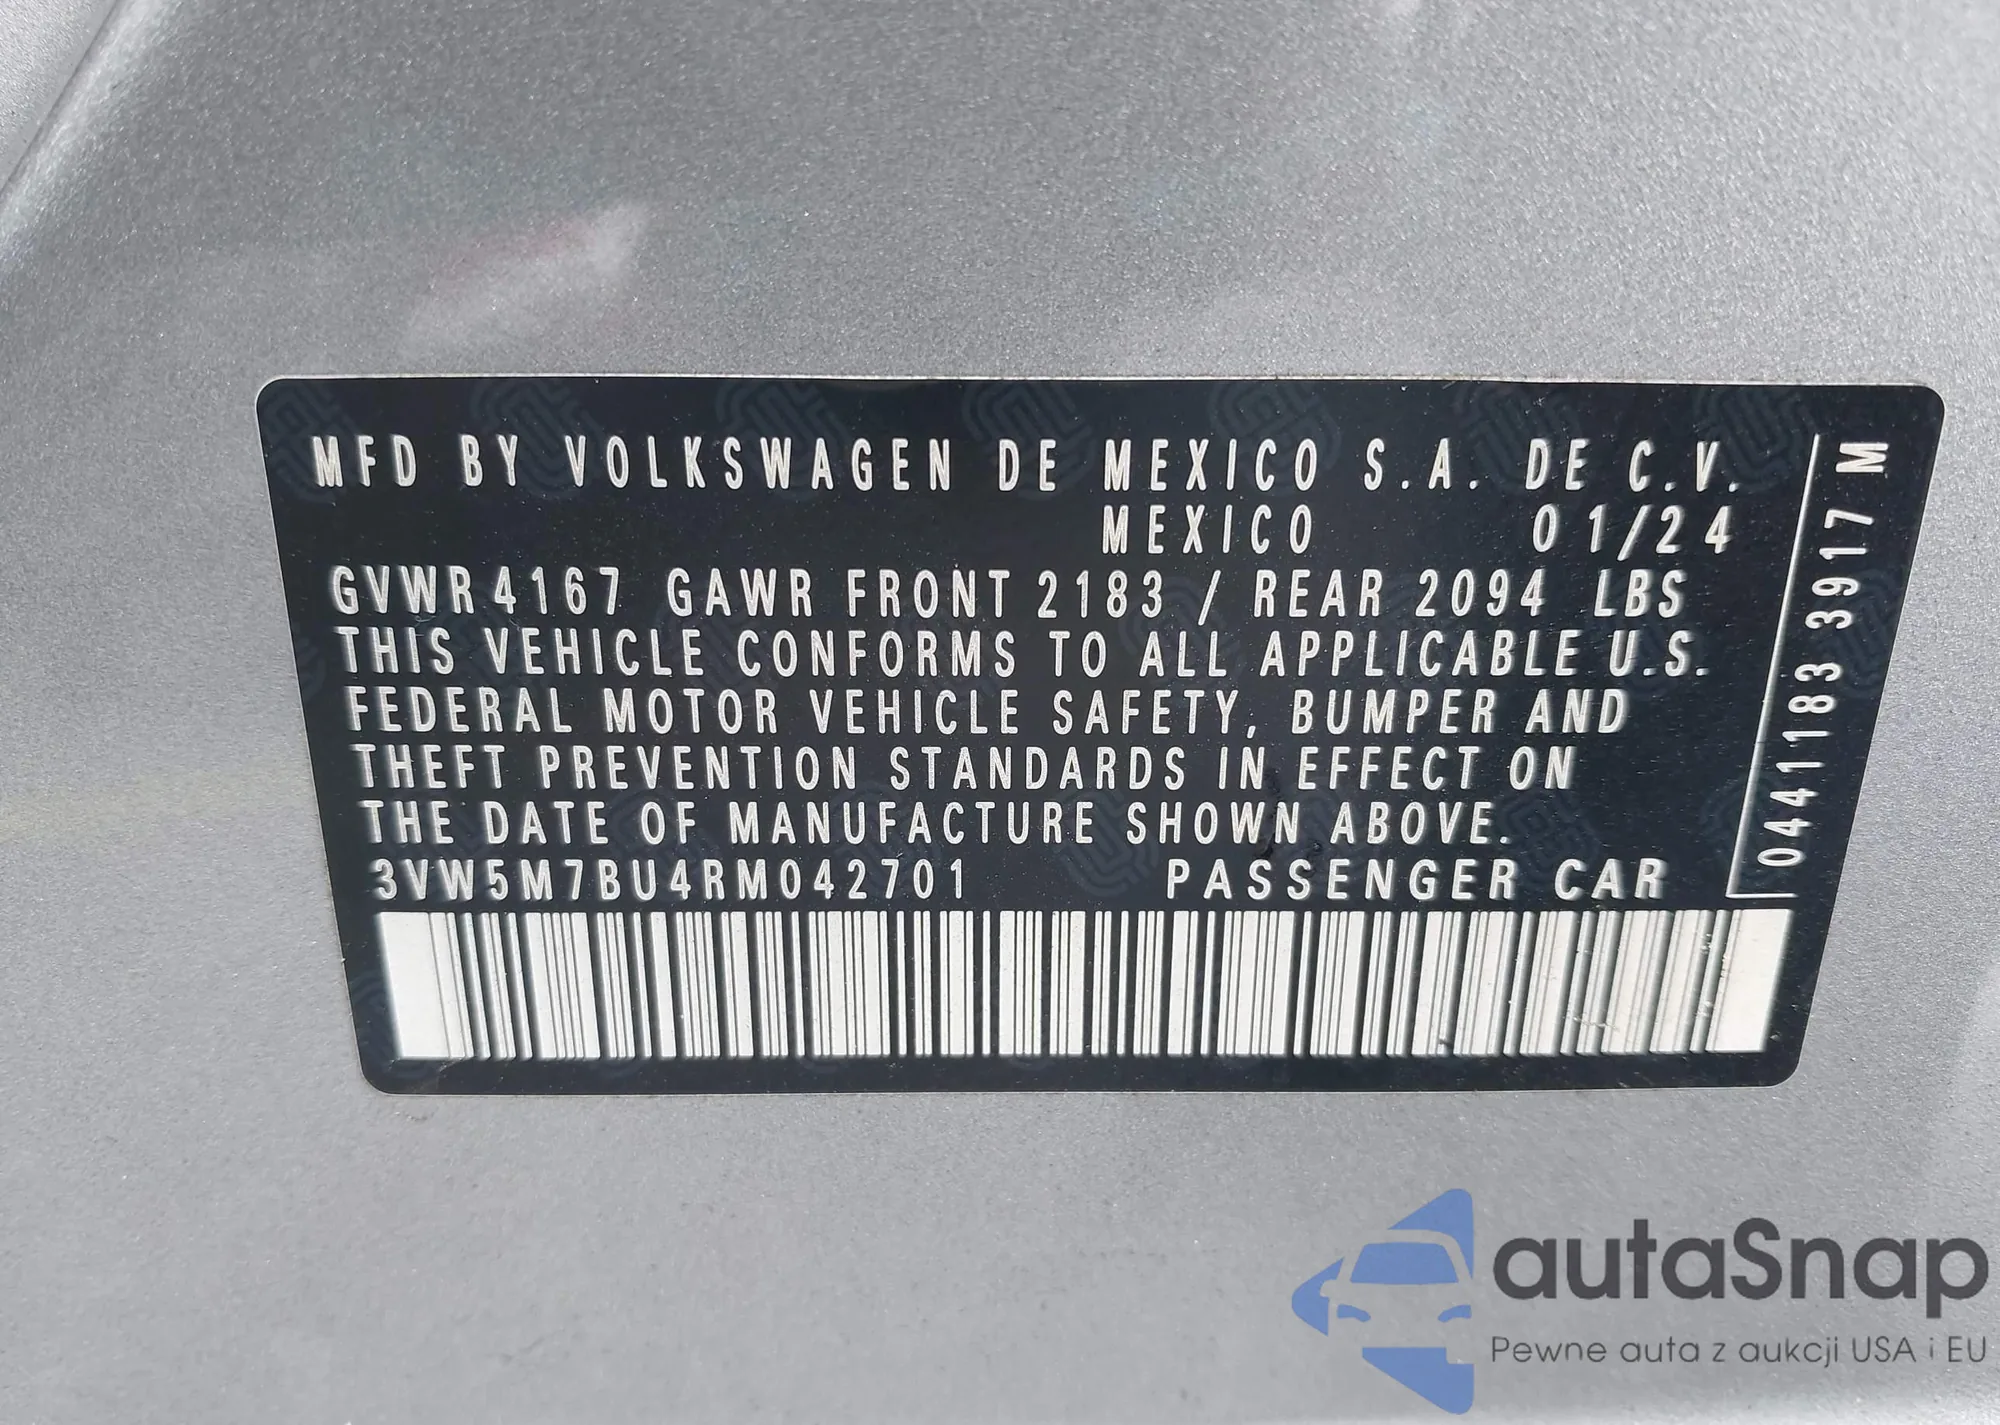 MFD BY VOLKSWAGEN DE MEXICO S.A. DE C.V.
MEXICO 01/24
GVWR 4167 GAWR FRONT 2183 / REAR 2094 LBS
THIS VEHICLE CONFORMS TO ALL APPLICABLE U.S.
FEDERAL MOTOR VEHICLE SAFETY, BUMPER AND
THEFT PREVENTION STANDARDS IN EFFECT ON
THE DATE OF MANUFACTURE SHOWN ABOVE.
3VW5M7BU4RM042701 PASSENGER CAR
0441183 3917 M
autaSnap
Pewne auta z aukcji USA i EU